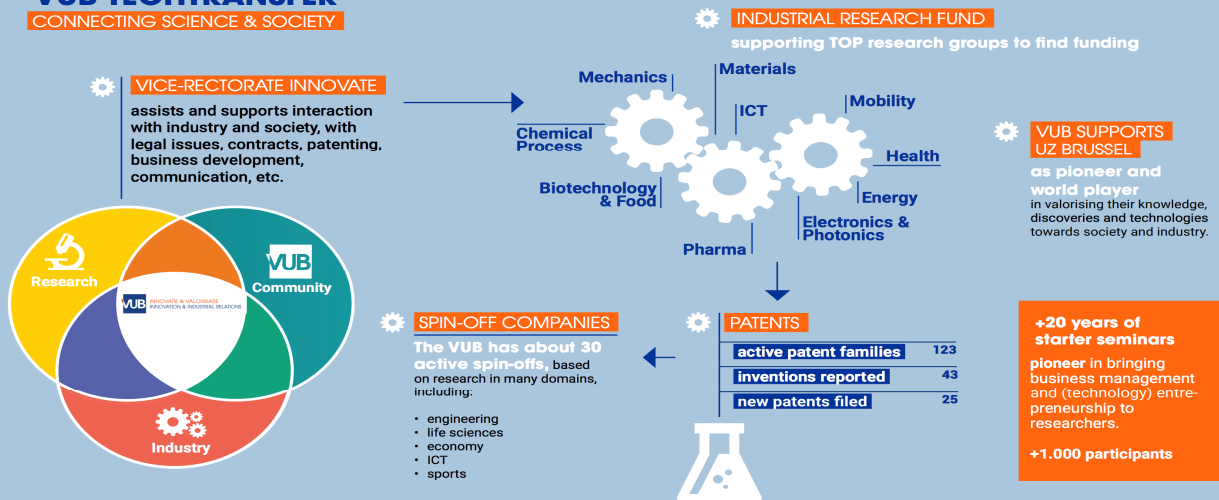 VUB TECHTRANSFER
CONNECTING SCIENCE & SOCIETY
VICE-RECTORATE INNOVATE
assists and supports interaction
with industry and society, with
legal issues, contracts, patenting,
business development,
communication, etc.
Research
VUB
Community
VUB INNOVATE & VALORISATE
INNOVATION & INDUSTRIAL RELATIONS
Industry
INDUSTRIAL RESEARCH FUND
supporting TOP research groups to find funding
Mechanics
Materials
ICT
Mobility
Chemical
Process
Health
Biotechnology
& Food
Energy
Electronics &
Photonics
Pharma
SPIN-OFF COMPANIES
The VUB has about 30
active spin-offs, based
on research in many domains,
including:
• engineering
• life sciences
• economy
• ICT
• sports
PATENTS
active patent families 123
inventions reported 43
new patents filed 25
VUB SUPPORTS
UZ BRUSSEL
as pioneer and
world player
in valorising their knowledge,
discoveries and technologies
towards society and industry.
+20 years of
starter seminars
pioneer in bringing
business management
and (technology) entre-
preneurship to
researchers.
+1.000 participants